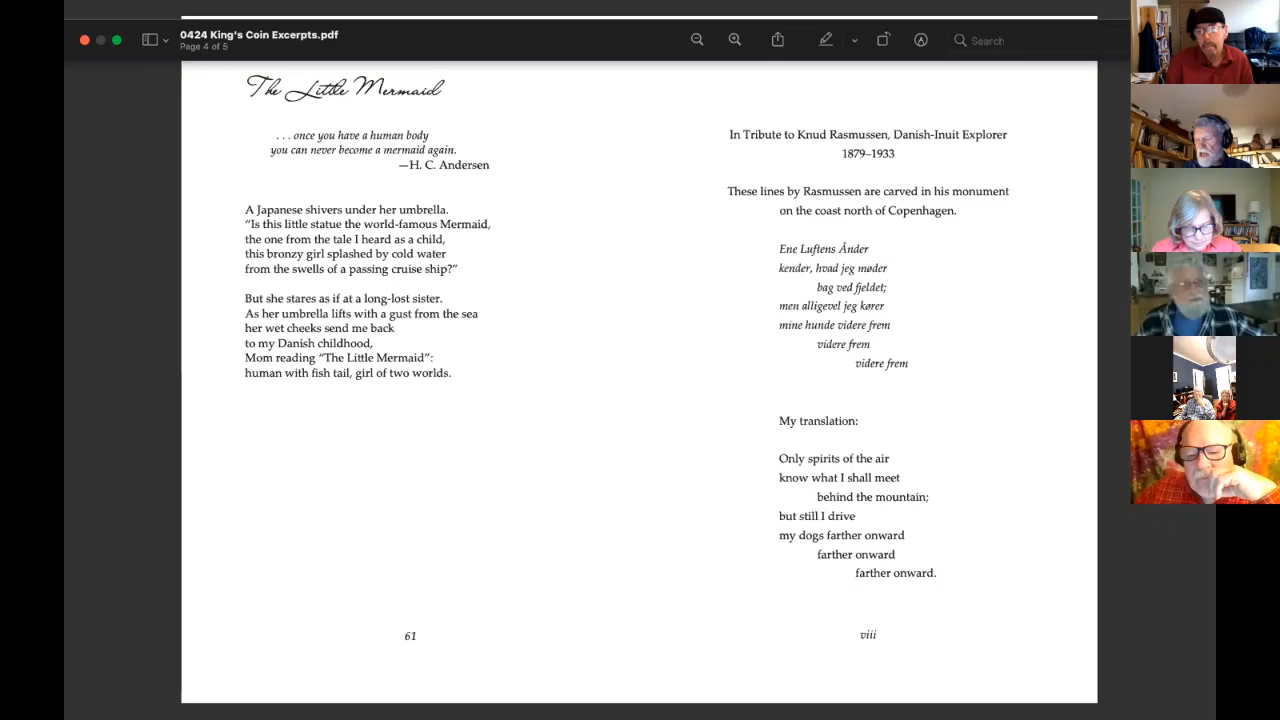 0424 King's Coin Excerpts.pdf
Page 4 of 5
Search
The Little Mermaid
. . . once you have a human body
you can never become a mermaid again.
—H. C. Andersen
A Japanese shivers under her umbrella.
“Is this little statue the world-famous Mermaid,
the one from the tale I heard as a child,
this bronzy girl splashed by cold water
from the swells of a passing cruise ship?”
But she stares as if at a long-lost sister.
As her umbrella lifts with a gust from the sea
her wet cheeks send me back
to my Danish childhood,
Mom reading “The Little Mermaid”:
human with fish tail, girl of two worlds.
61
In Tribute to Knud Rasmussen, Danish-Inuit Explorer
1879–1933
These lines by Rasmussen are carved in his monument
on the coast north of Copenhagen.
Ene Luftens Ånder
kender, hvad jeg møder
bag ved fjeldet;
men alligevel jeg kører
mine hunde videre frem
videre frem
videre frem
My translation:
Only spirits of the air
know what I shall meet
behind the mountain;
but still I drive
my dogs farther onward
farther onward
farther onward.
viii